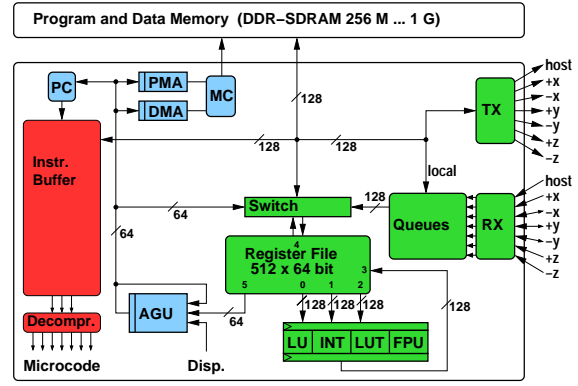 Program and Data Memory (DDR−SDRAM 256 M ... 1 G)
PC
PMA
DMA
MC
128
TX
host
+x
−x
+y
−y
+z
−z
Instr.
Buffer
128
128
local
64
Switch
128
Queues
RX
host
+x
−x
+y
−y
+z
−z
64
4
Register File
512 x 64 bit
3
5 0 1 2
128 128 128
128
64
AGU
Decompr.
LU INT LUT FPU
Microcode
Disp.